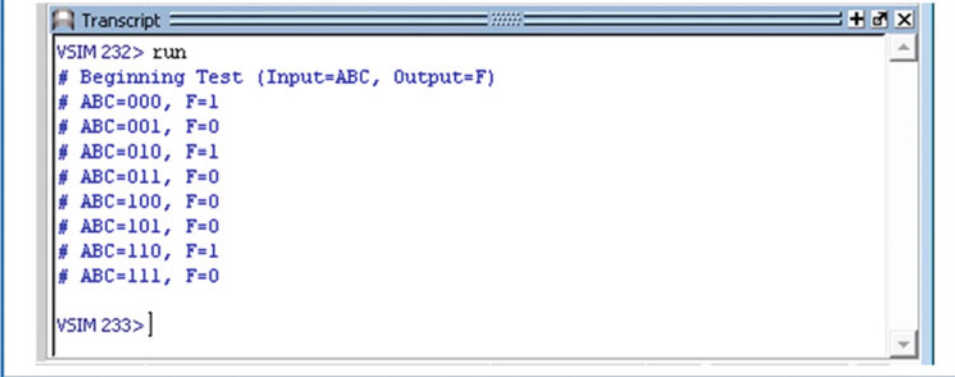 Transcript
VSIM 232> run
# Beginning Test (Input=ABC, Output=F)
# ABC=000, F=1
# ABC=001, F=0
# ABC=010, F=1
# ABC=011, F=0
# ABC=100, F=0
# ABC=101, F=0
# ABC=110, F=1
# ABC=111, F=0
VSIM 233>